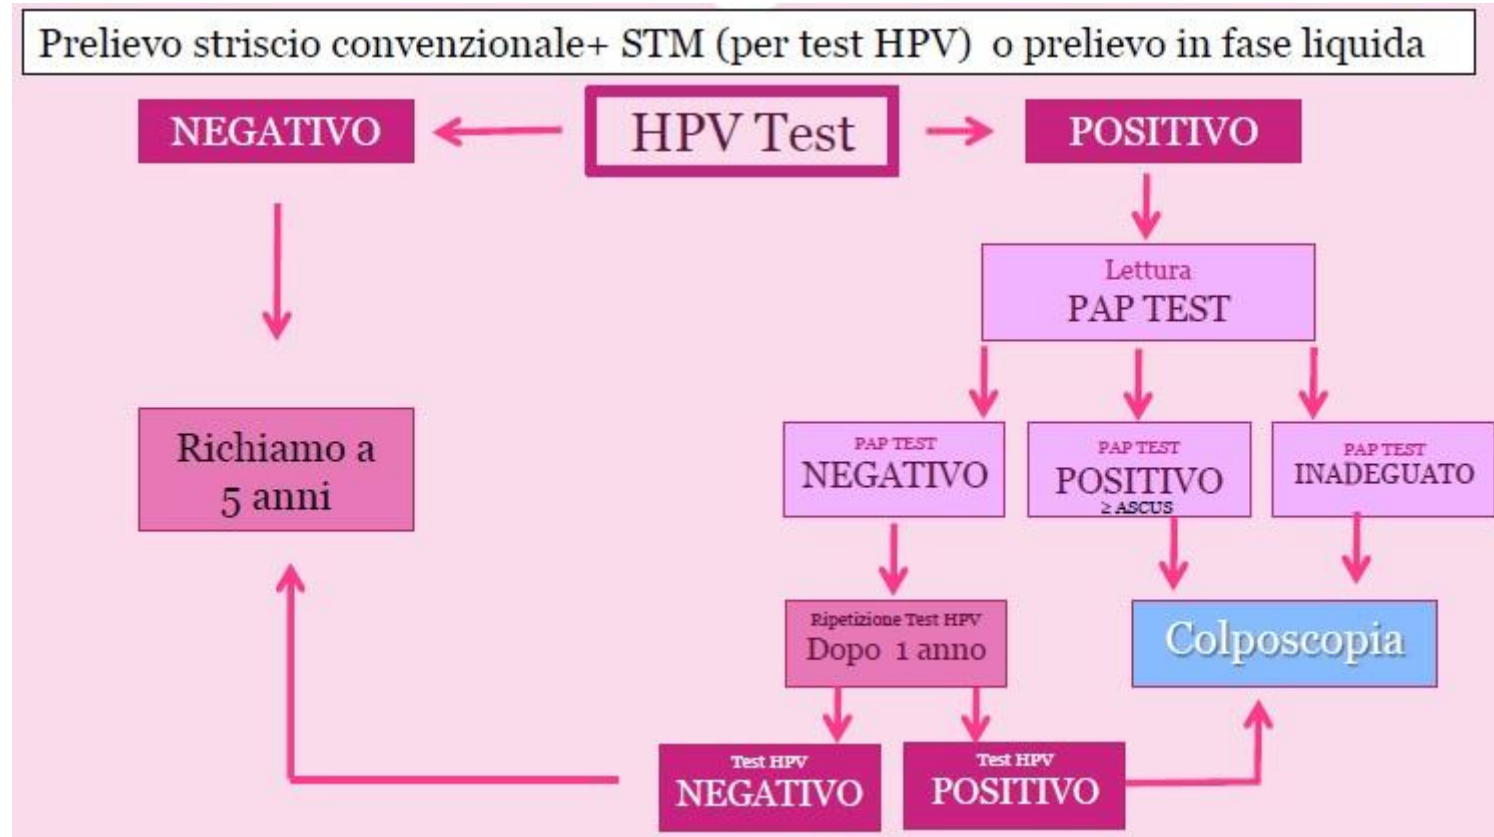 Prelievo striscio convenzionale+ STM (per test HPV) o prelievo in fase liquida
NEGATIVO
HPV Test
POSITIVO
Lettura
PAP TEST
Richiamo a
5 anni
PAP TEST
NEGATIVO
PAP TEST
POSITIVO
≥ ASCUS
PAP TEST
INADEGUATO
Ripetizione Test HPV
Dopo 1 anno
Colposcopia
Test HPV
NEGATIVO
Test HPV
POSITIVO